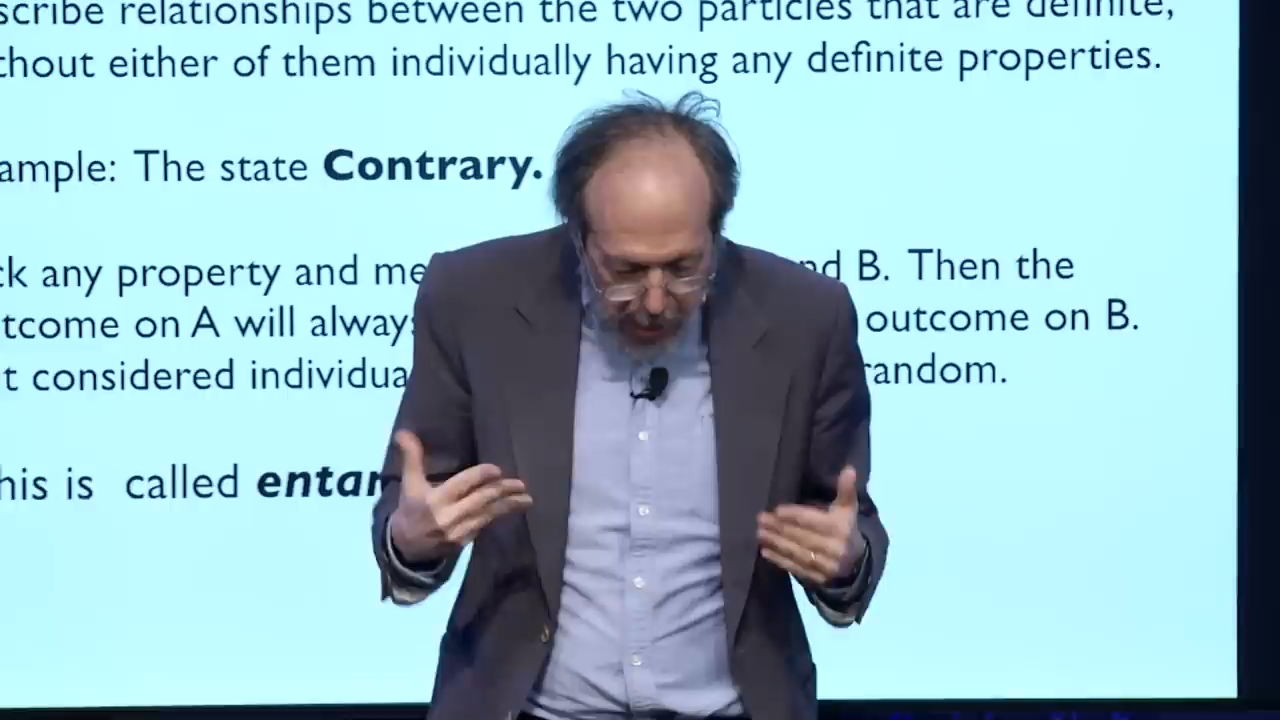 scribe relationships between the two particles that are definite,
thout either of them individually having any definite properties.
ample: The state Contrary.
ck any property and me nd B. Then the
tcome on A will always outcome on B.
t considered individua random.
his is called entan